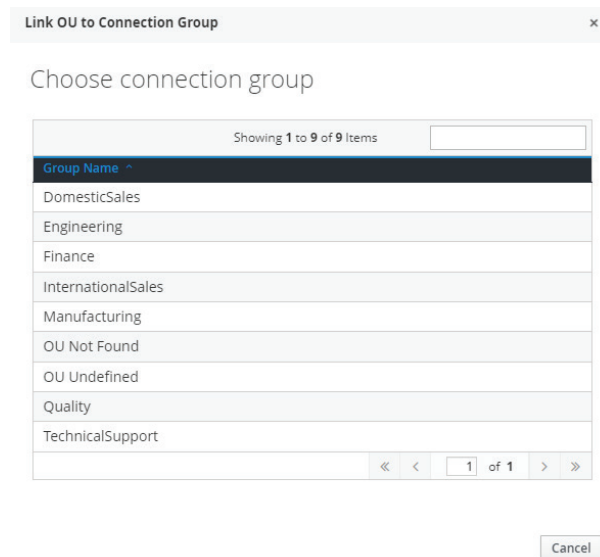 Link OU to Connection Group ×
Choose connection group
Showing 1 to 9 of 9 Items
Group Name ^
DomesticSales
Engineering
Finance
InternationalSales
Manufacturing
OU Not Found
OU Undefined
Quality
TechnicalSupport
« < 1 of 1 > »
Cancel